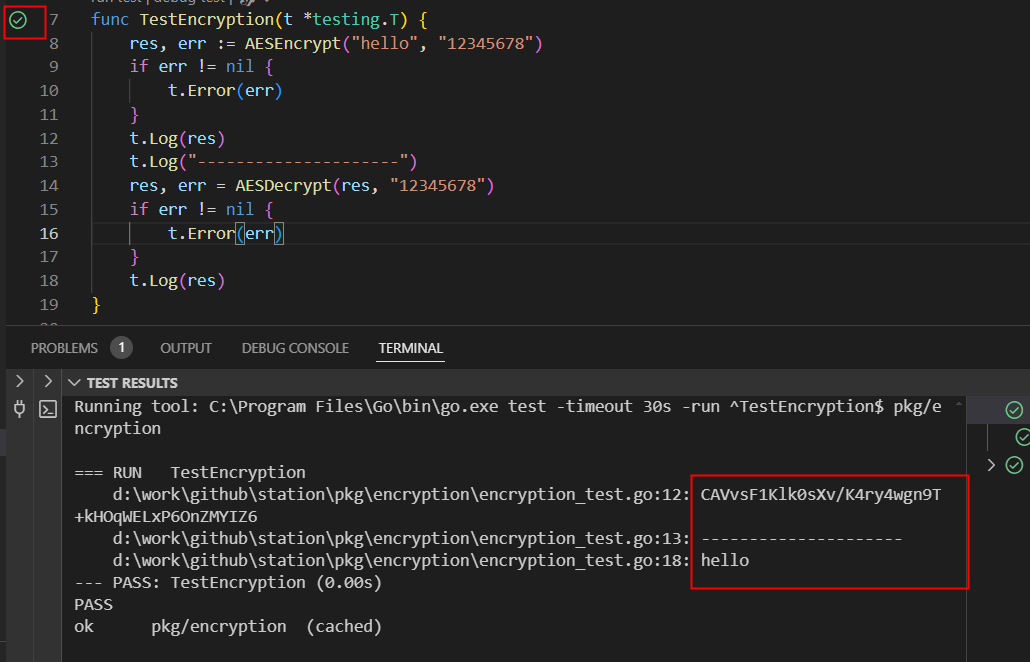 run test | debug test |
7 func TestEncryption(t *testing.T) {
8 res, err := AESEncrypt("hello", "12345678")
9 if err != nil {
10 t.Error(err)
11 }
12 t.Log(res)
13 t.Log("---------------------")
14 res, err = AESDecrypt(res, "12345678")
15 if err != nil {
16 t.Error(err)
17 }
18 t.Log(res)
19 }
PROBLEMS 1 OUTPUT DEBUG CONSOLE TERMINAL
TEST RESULTS
Running tool: C:\Program Files\Go\bin\go.exe test -timeout 30s -run ^TestEncryption$ pkg/e
ncryption
=== RUN   TestEncryption
d:\work\github\station\pkg\encryption\encryption_test.go:12: CAVvsF1Klk0sXv/K4ry4wgn9T
+kHOqWELxP6OnZMYIZ6
d:\work\github\station\pkg\encryption\encryption_test.go:13: ---------------------
d:\work\github\station\pkg\encryption\encryption_test.go:18: hello
--- PASS: TestEncryption (0.00s)
PASS
ok      pkg/encryption  (cached)